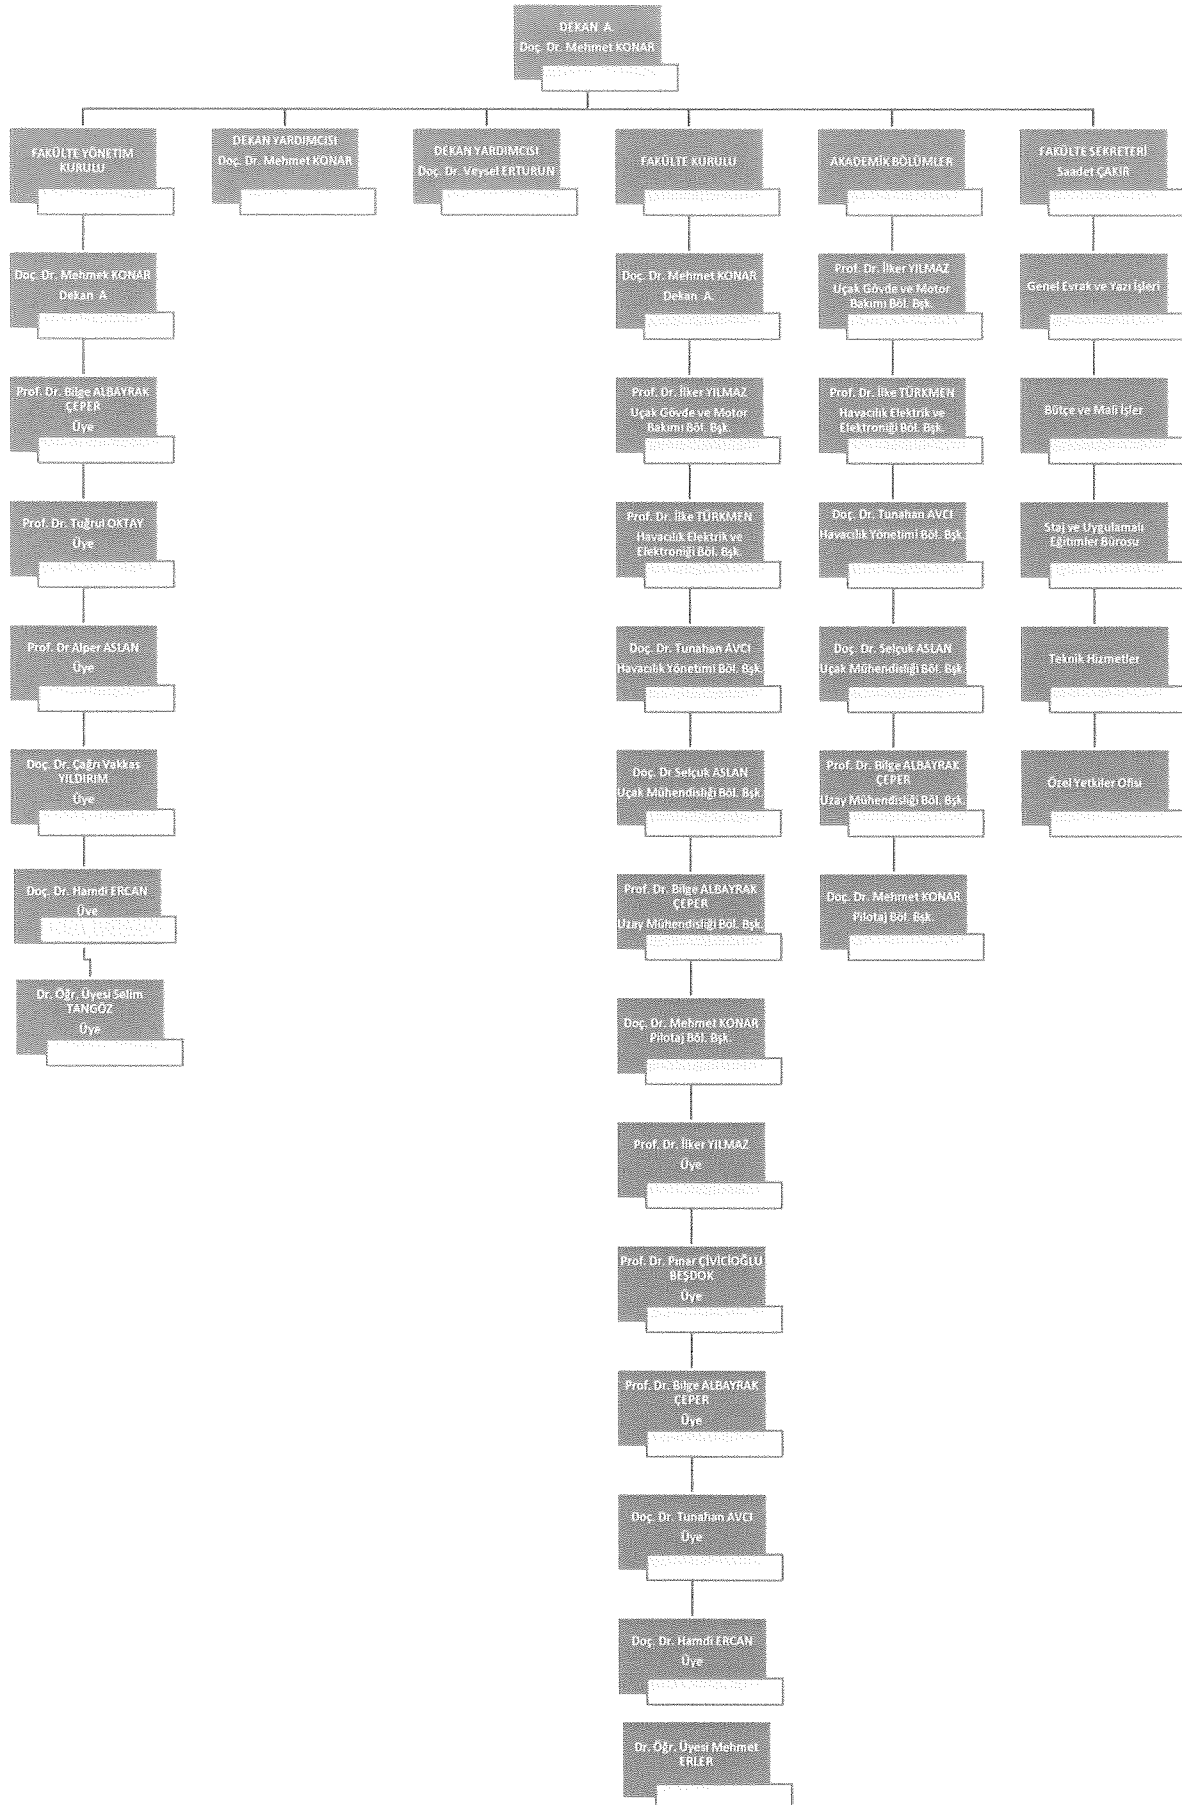 DEKAN A.
Doç. Dr. Mehmet KONAR
FAKÜLTE YÖNETİM
KURULU
Doç. Dr. Mehmek KONAR
Dekan A
Prof. Dr. Bilge ALBAYRAK
ÇEPER
Üye
Prof. Dr. Tuğrul OKTAY
Üye
Prof. Dr Alper ASLAN
Üye
Doç. Dr. Çağrı Vakkas
YILDIRIM
Üye
Doç. Dr. Hamdi ERCAN
Üye
Dr. Öğr. Üyesi Selim
TANGÖZ
Üye
DEKAN YARDIMCISI
Doç. Dr. Mehmet KONAR
DEKAN YARDIMCISI
Doç. Dr. Veysel ERTURUN
FAKÜLTE KURULU
Doç. Dr. Mehmet KONAR
Dekan A.
Prof. Dr. İlker YILMAZ
Uçak Gövde ve Motor
Bakımı Böl. Bşk.
Prof. Dr. İlke TÜRKMEN
Havacılık Elektrik ve
Elektroniği Böl. Bşk.
Doç. Dr. Tunahan AVCI
Havacılık Yönetimi Böl. Bşk.
Doç. Dr Selçuk ASLAN
Uçak Mühendisliği Böl. Bşk.
Prof. Dr. Bilge ALBAYRAK
ÇEPER
Uzay Mühendisliği Böl. Bşk.
Doç. Dr. Mehmet KONAR
Pilotaj Böl. Bşk.
Prof. Dr. İlker YILMAZ
Üye
Prof. Dr. Pınar ÇİVİCİOĞLU
BEŞDOK
Üye
Prof. Dr. Bilge ALBAYRAK
ÇEPER
Üye
Doç. Dr. Tunahan AVCI
Üye
Doç. Dr. Hamdi ERCAN
Üye
Dr. Öğr. Üyesi Mehmet
ERLER
AKADEMİK BÖLÜMLER
Prof. Dr. İlker YILMAZ
Uçak Gövde ve Motor
Bakımı Böl. Bşk.
Prof. Dr. İlke TÜRKMEN
Havacılık Elektrik ve
Elektroniği Böl. Bşk.
Doç. Dr. Tunahan AVCI
Havacılık Yönetimi Böl. Bşk.
Doç. Dr. Selçuk ASLAN
Uçak Mühendisliği Böl. Bşk.
Prof. Dr. Bilge ALBAYRAK
ÇEPER
Uzay Mühendisliği Böl. Bşk.
Doç. Dr. Mehmet KONAR
Pilotaj Böl. Bşk.
FAKÜLTE SEKRETERİ
Saadet ÇAKIR
Genel Evrak ve Yazı İşleri
Bütçe ve Mali İşler
Staj ve Uygulamalı
Eğitimler Bürosu
Teknik Hizmetler
Özel Yetkiler Ofisi